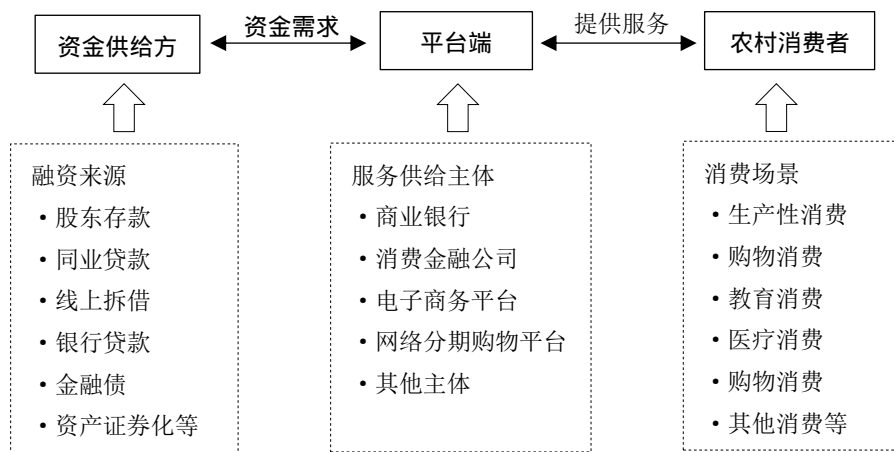 资金供给方
资金需求
平台端
提供服务
农村消费者
融资来源
・股东存款
・同业贷款
・线上拆借
・银行贷款
・金融债
・资产证券化等
服务供给主体
・商业银行
・消费金融公司
・电子商务平台
・网络分期购物平台
・其他主体
消费场景
・生产性消费
・购物消费
・教育消费
・医疗消费
・购物消费
・其他消费等